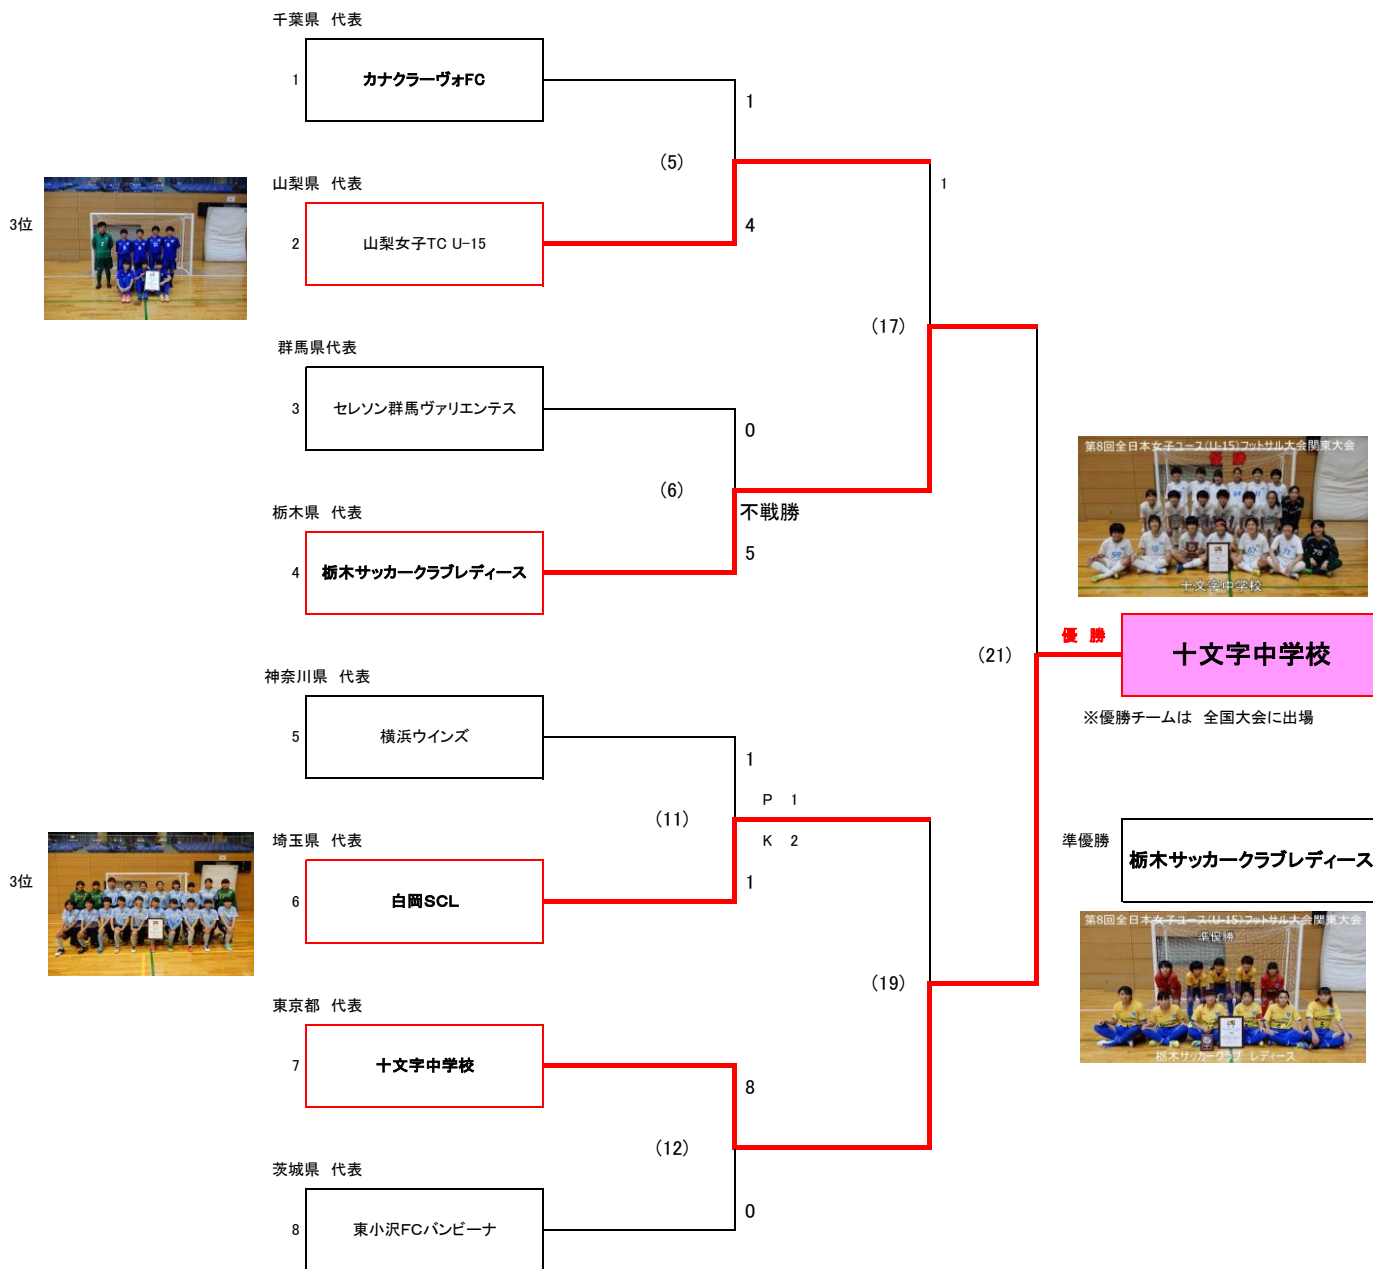 千葉県 代表
1
カナクラーヴォFC
1
(5)
3位
山梨県 代表
2
山梨女子TC U-15
4
1
(17)
群馬県代表
3
セレソン群馬ヴァリエンテス
0
(6)
不戦勝
栃木県 代表
4
栃木サッカークラブレディース
5
第8回全日本女子ユース(U-15)フットサル大会関東大会
優 勝
十文字中学校
(21)
優 勝
十文字中学校
※優勝チームは 全国大会に出場
神奈川県 代表
5
横浜ウインズ
1
P 1
(11)
K 2
3位
埼玉県 代表
6
白岡SCL
1
準優勝
栃木サッカークラブレディース
第8回全日本女子ユース(U-15)フットサル大会関東大会
準優勝
栃木サッカークラブ レディース
(19)
東京都 代表
7
十文字中学校
8
(12)
茨城県 代表
8
東小沢FCバンビーナ
0